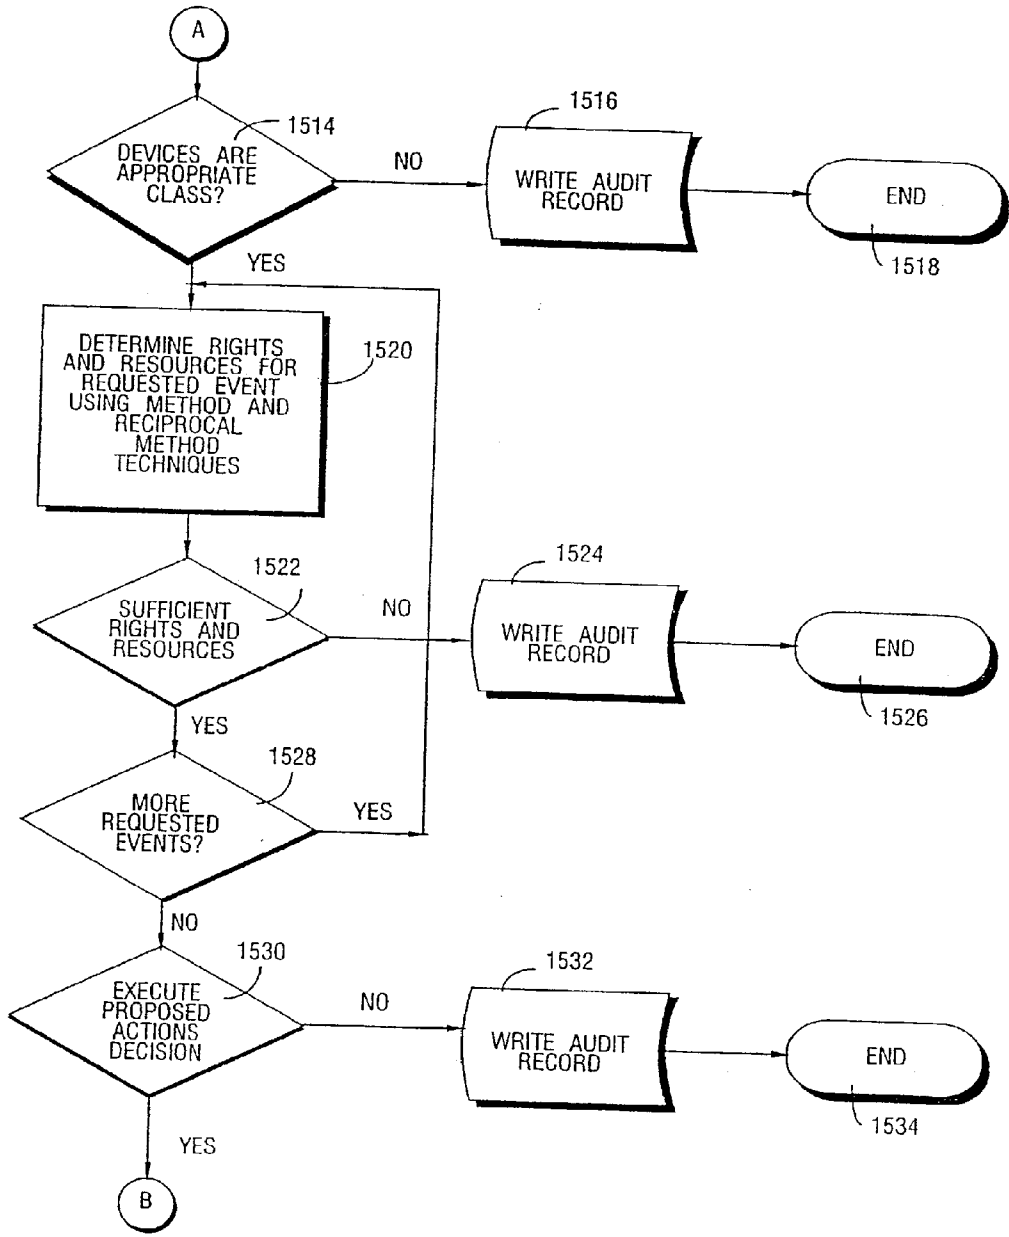 A
1514
DEVICES ARE
APPROPRIATE
CLASS?
NO
1516
WRITE AUDIT
RECORD
END
1518
YES
DETERMINE RIGHTS
AND RESOURCES FOR
REQUESTED EVENT
USING METHOD AND
RECIPROCAL
METHOD
TECHNIQUES
1520
1522
SUFFICIENT
RIGHTS AND
RESOURCES
NO
1524
WRITE AUDIT
RECORD
END
1526
YES
1528
MORE
REQUESTED
EVENTS?
YES
NO
1530
EXECUTE
PROPOSED
ACTIONS
DECISION
NO
1532
WRITE AUDIT
RECORD
END
1534
YES
B